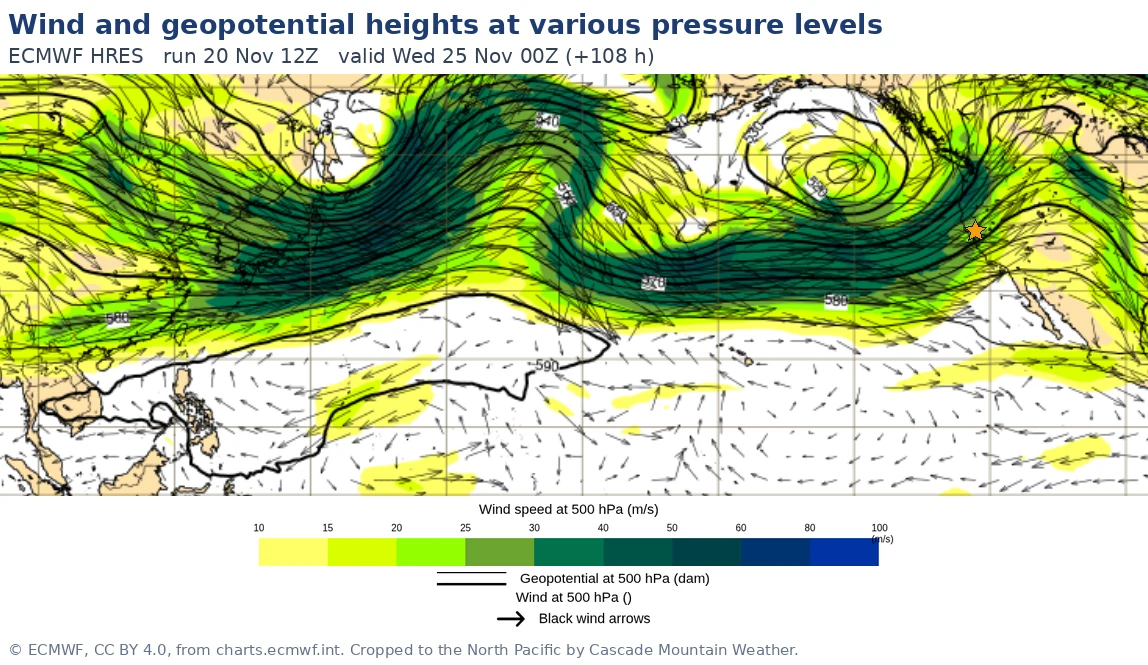 Wind and geopotential heights at various pressure levels
ECMWF HRES run 20 Nov 12Z valid Wed 25 Nov 00Z (+108 h)
540
570
580
580
590
Wind speed at 500 hPa (m/s)
10 15 20 25 30 40 50 60 80 100
(m/s)
Geopotential at 500 hPa (dam)
Wind at 500 hPa ()
Black wind arrows
© ECMWF, CC BY 4.0, from charts.ecmwf.int. Cropped to the North Pacific by Cascade Mountain Weather.